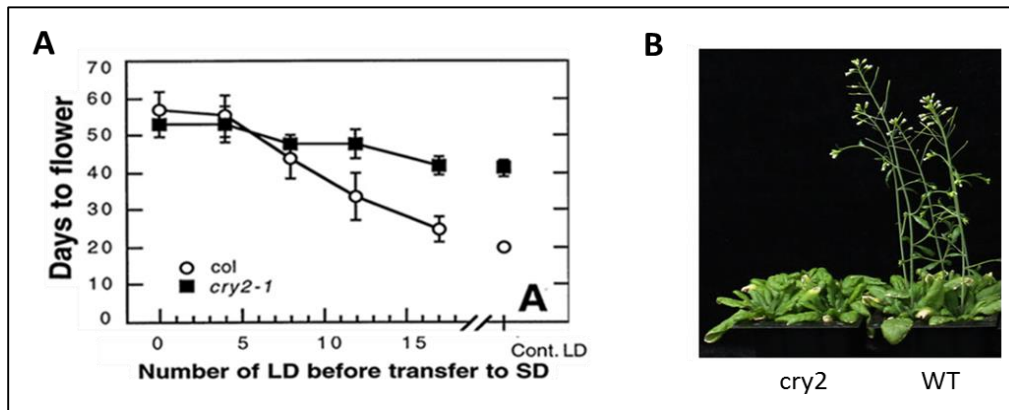 A
B
Days to flower
70
60
50
40
30
20
10
0
col
cry2-1
A
0
5
10
15
Cont. LD
Number of LD before transfer to SD
cry2
WT